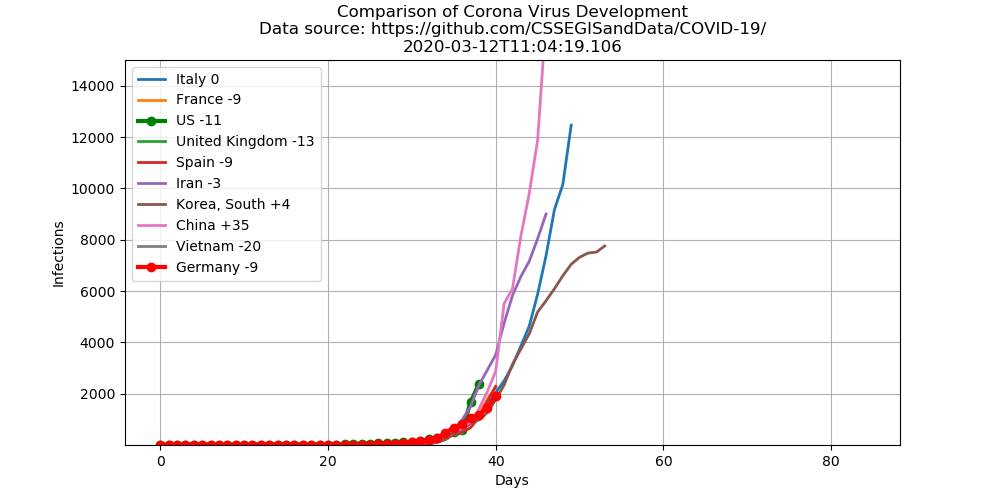 Comparison of Corona Virus Development
Data source: https://github.com/CSSEGISandData/COVID-19/
2020-03-12T11:04:19.106
Italy 0
France -9
US -11
United Kingdom -13
Spain -9
Iran -3
Korea, South +4
China +35
Vietnam -20
Germany -9
14000
12000
10000
8000
6000
4000
2000
Infections
0 20 40 60 80
Days